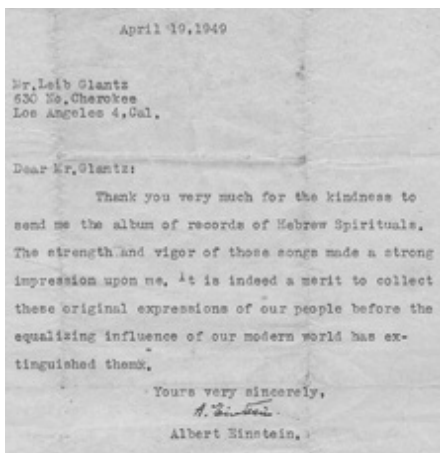 April 19,1949
Mr.Leib Glantz
630 No.Cherokee
Los Angeles 4,Cal.
Dear Mr.Glantz:
Thank you very much for the kindness to
send me the album of records of Hebrew Spirituals.
The strength and vigor of those songs made a strong
impression upon me. It is indeed a merit to collect
these original expressions of our people before the
equalizing influence of our modern world has ex-
tinguished themx.
Yours very sincerely,
A. Einstein.
Albert Einstein.